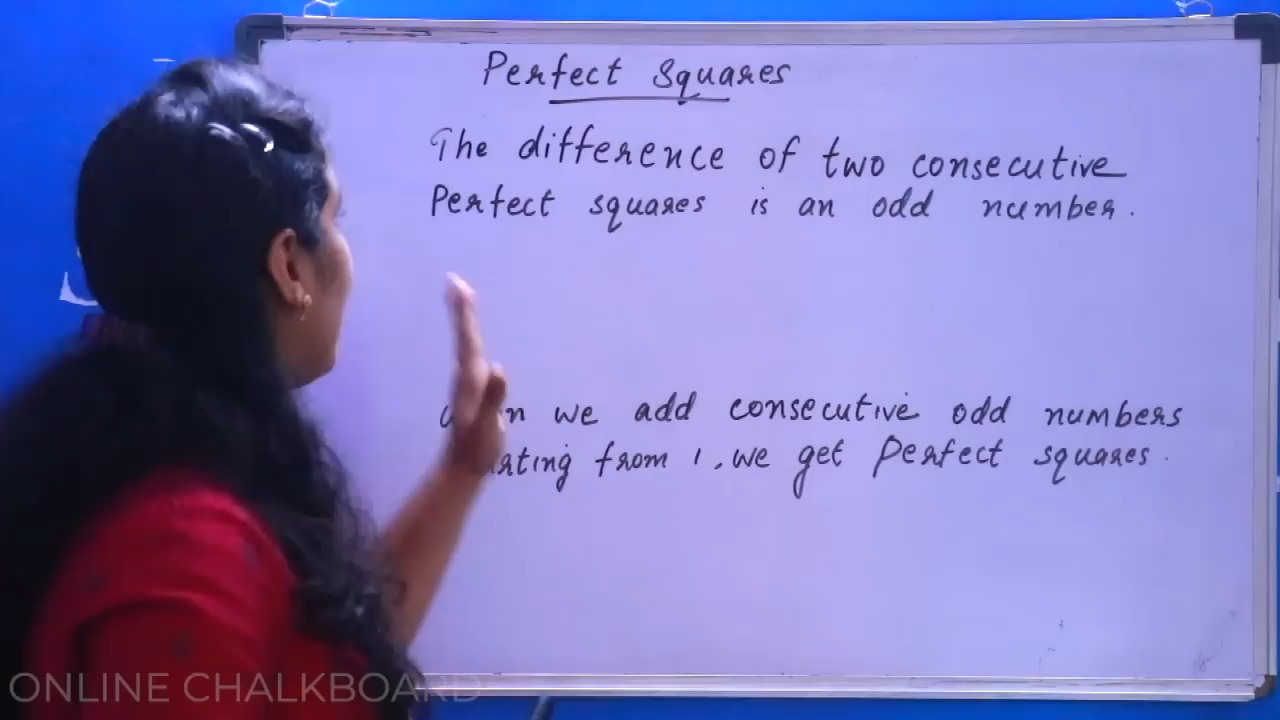 Perfect Squares
The difference of two consecutive
Perfect squares is an odd number.
we add consecutive odd numbers
from 1, we get Perfect squares.
ONLINE CHALKBOARD